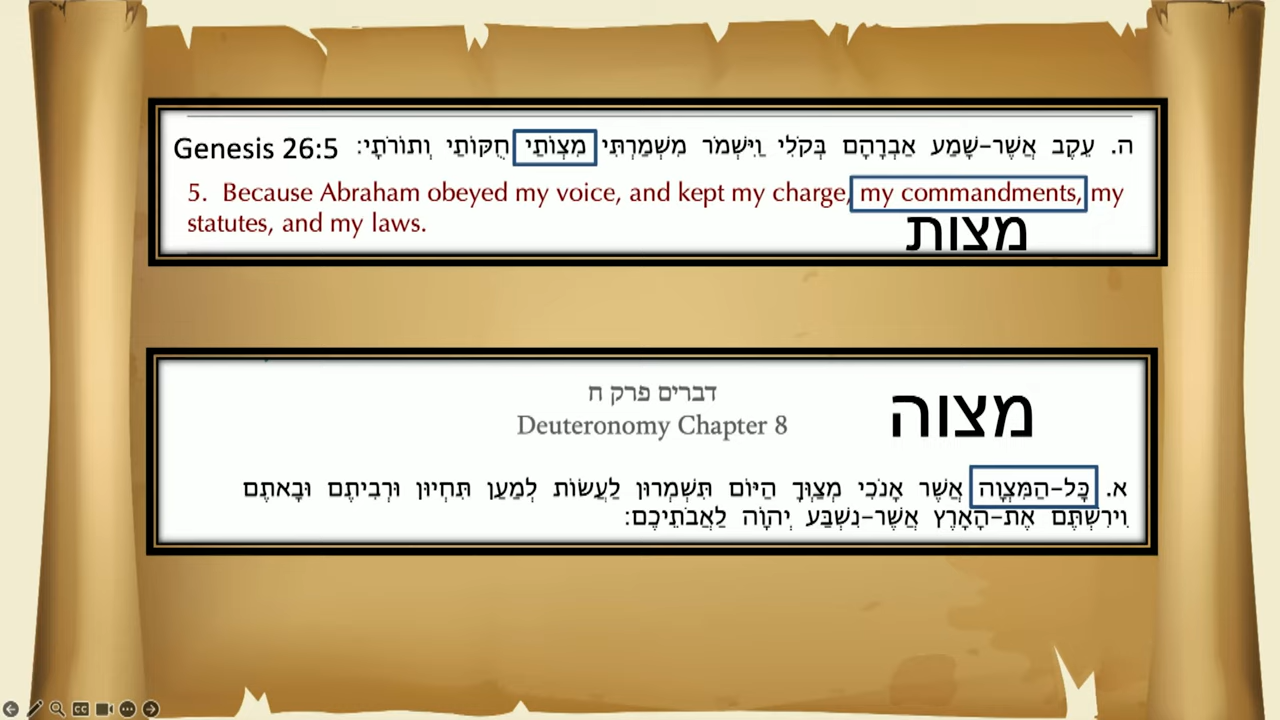 Genesis 26:5
ה. עֵקֶב אֲשֶׁר-שָׁמַע אַבְרָהָם בְּקֹלִי וַיִּשְׁמֹר מִשְׁמַרְתִּי מִצְו‍ֹתַי חֻקּוֹתַי וְתוֹרֹתָי:
5. Because Abraham obeyed my voice, and kept my charge, my commandments, my
statutes, and my laws.
מצות
דברים פרק ח
Deuteronomy Chapter 8
מצוה
א. כָּל-הַמִּצְוָה אֲשֶׁר אָנֹכִי מְצַוְּךָ הַיּוֹם תִּשְׁמְרוּן לַעֲשׂוֹת לְמַעַן תִּחְיוּן וּרְבִיתֶם וּבָאתֶם
וִירִשְׁתֶּם אֶת-הָאָרֶץ אֲשֶׁר-נִשְׁבַּע יְהוָֹה לַאֲבֹתֵיכֶם:
CC